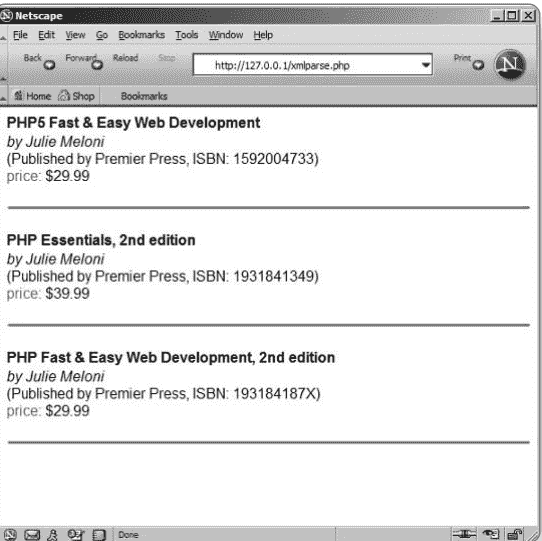 Netscape
File Edit View Go Bookmarks Tools Window Help
Back Forward Reload Stop http://127.0.0.1/xmlparse.php Print
Home Shop Bookmarks
PHP5 Fast & Easy Web Development
by Julie Meloni
(Published by Premier Press, ISBN: 1592004733)
price: $29.99
PHP Essentials, 2nd edition
by Julie Meloni
(Published by Premier Press, ISBN: 1931841349)
price: $39.99
PHP Fast & Easy Web Development, 2nd edition
by Julie Meloni
(Published by Premier Press, ISBN: 193184187X)
price: $29.99
Done